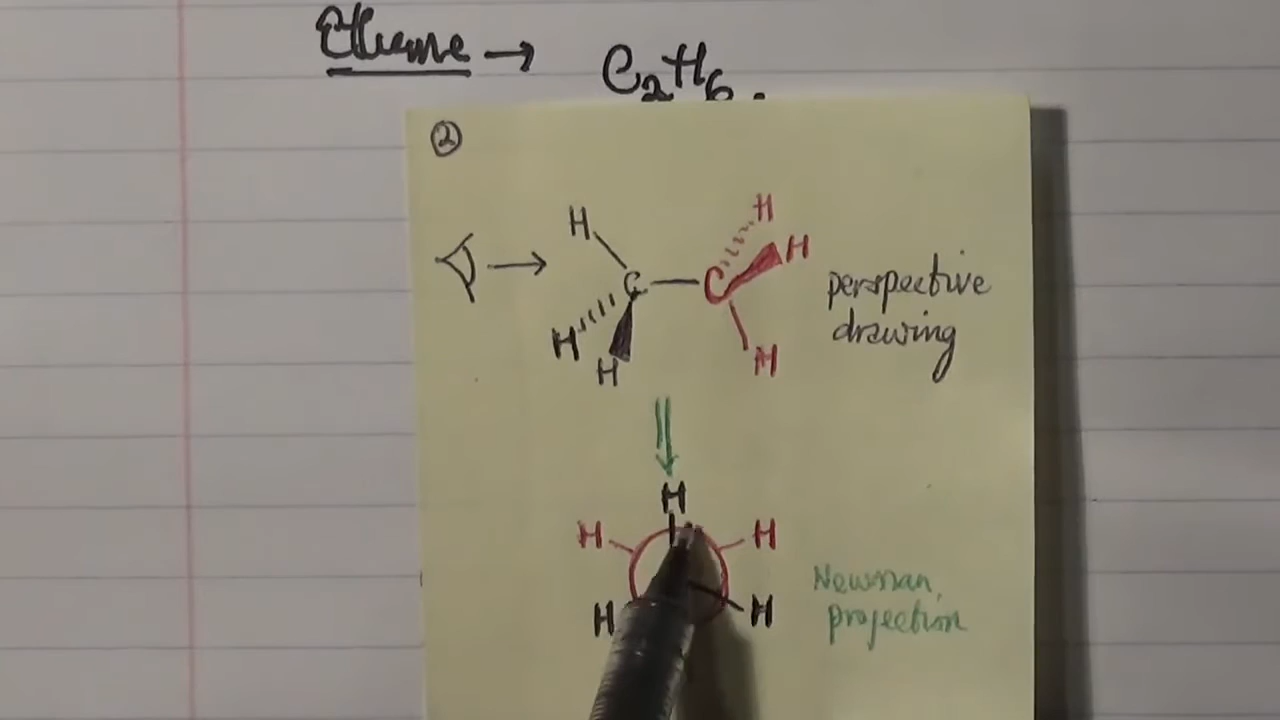 Ethane → C₂H₆.
②
H
H
H
C — C
perspective
H
H
H
drawing
H
H
H
Newman
H
H
projection